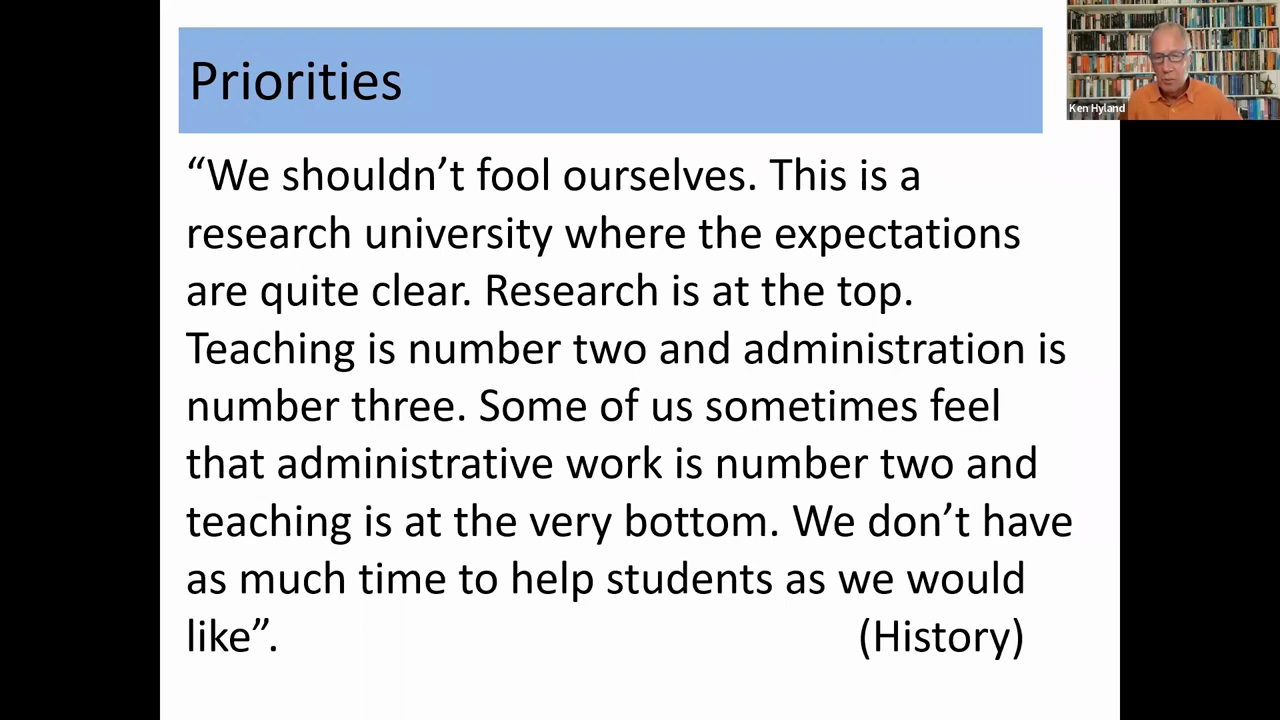 Priorities
“We shouldn’t fool ourselves. This is a
research university where the expectations
are quite clear. Research is at the top.
Teaching is number two and administration is
number three. Some of us sometimes feel
that administrative work is number two and
teaching is at the very bottom. We don’t have
as much time to help students as we would
like”. (History)
Ken Hyland